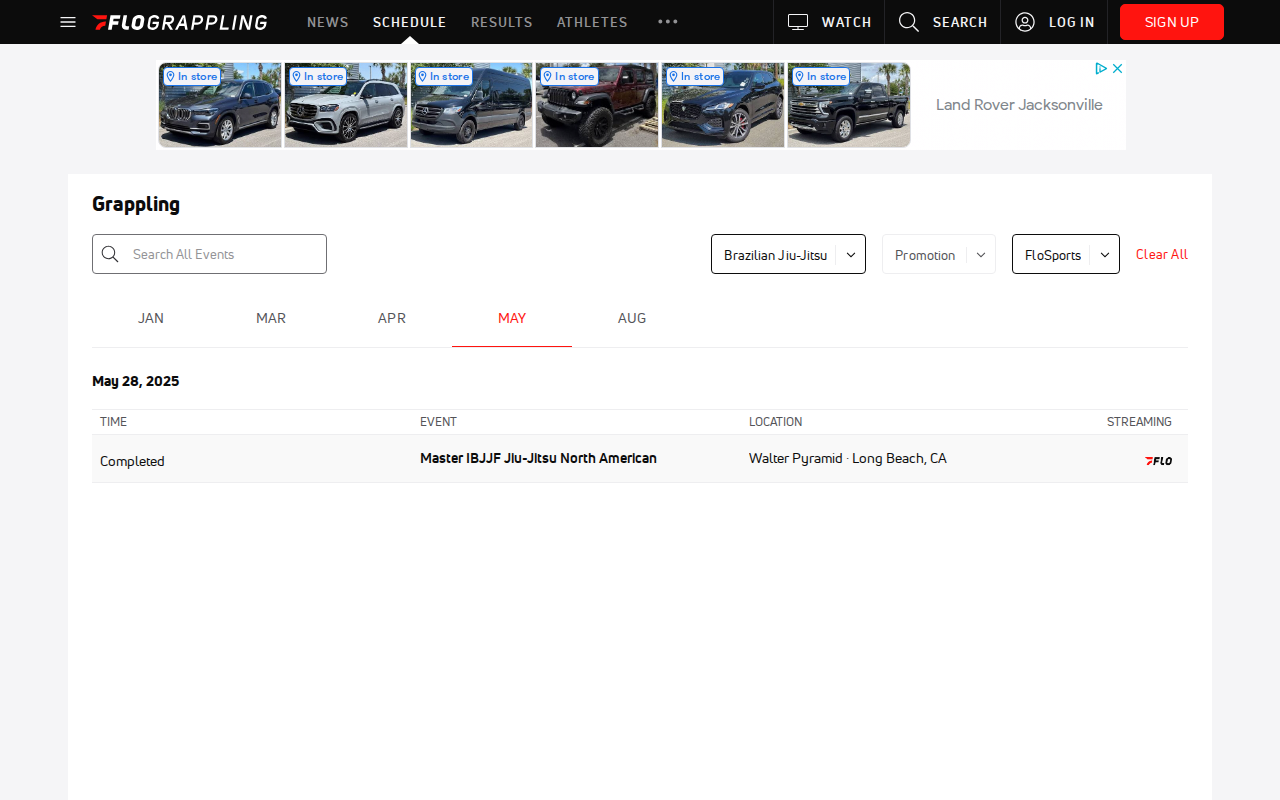 FLOGRAPPLING NEWS SCHEDULE RESULTS ATHLETES ••• WATCH SEARCH LOG IN SIGN UP
In store In store In store In store In store In store
Land Rover Jacksonville
Grappling
Search All Events Brazilian Jiu-Jitsu Promotion FloSports Clear All
JAN MAR APR MAY AUG
May 28, 2025
TIME EVENT LOCATION STREAMING
Completed Master IBJJF Jiu-Jitsu North American Walter Pyramid · Long Beach, CA FLO